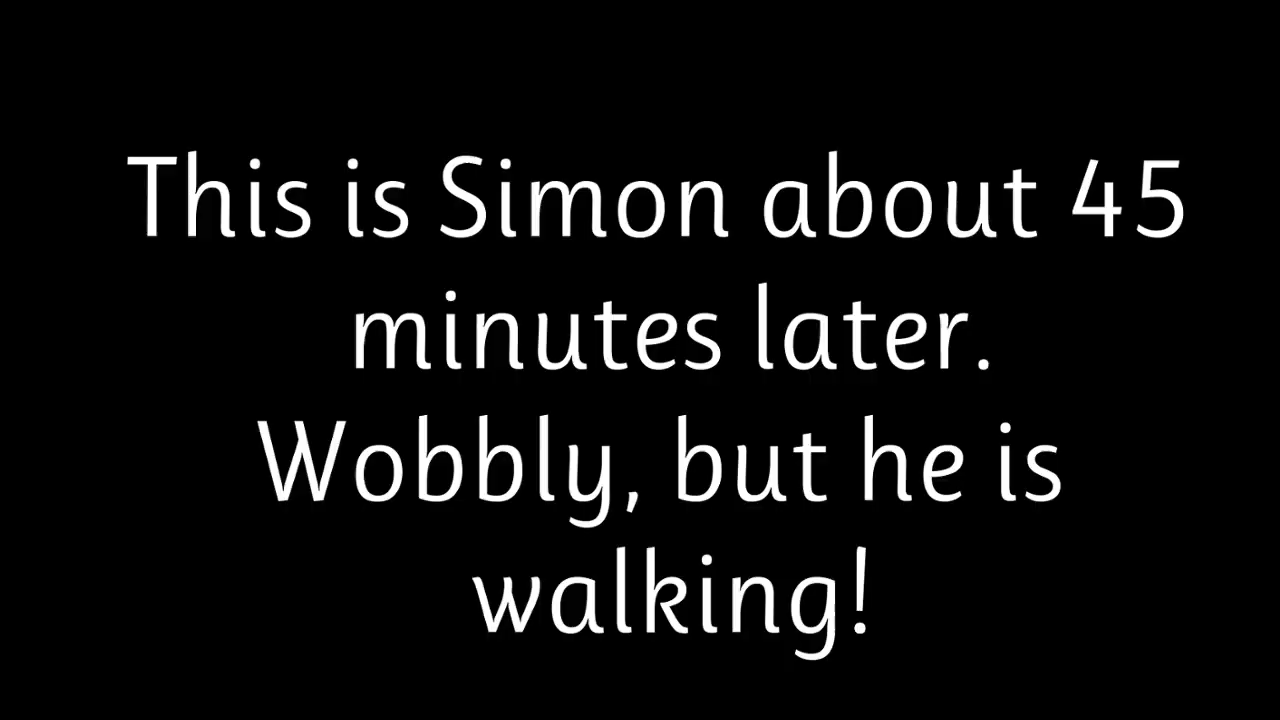 This is Simon about 45
minutes later.
Wobbly, but he is
walking!